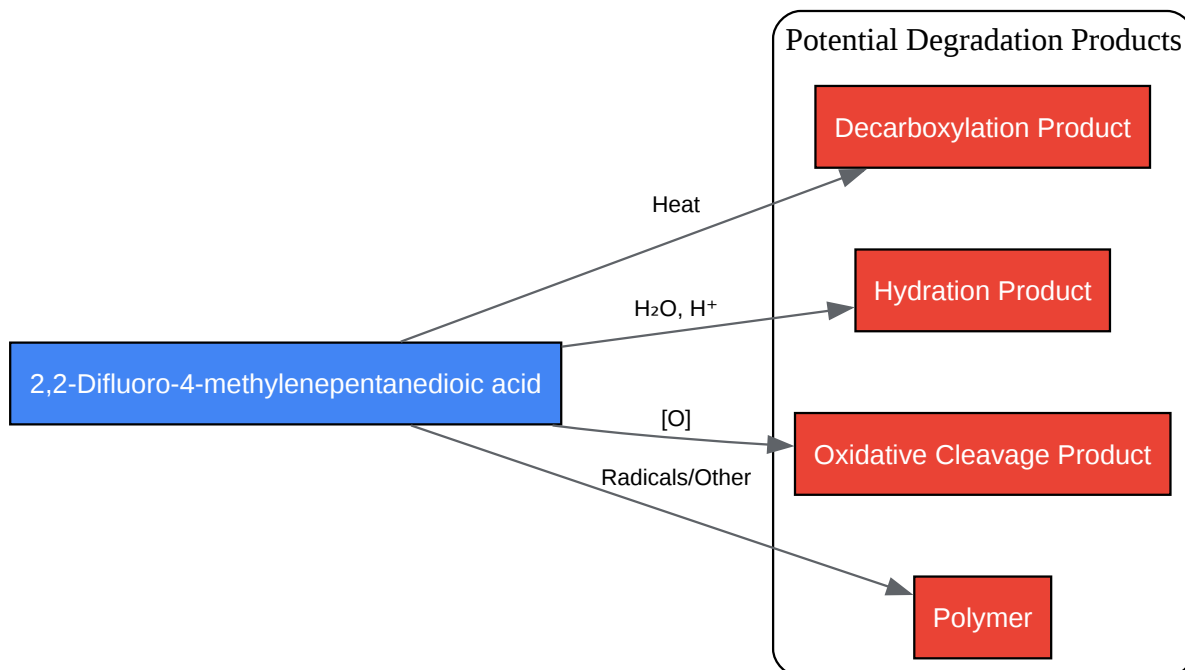 Potential Degradation Products
Decarboxylation Product
Heat
Hydration Product
H₂O, H⁺
2,2-Difluoro-4-methylenepentanedioic acid
[O]
Oxidative Cleavage Product
Radicals/Other
Polymer